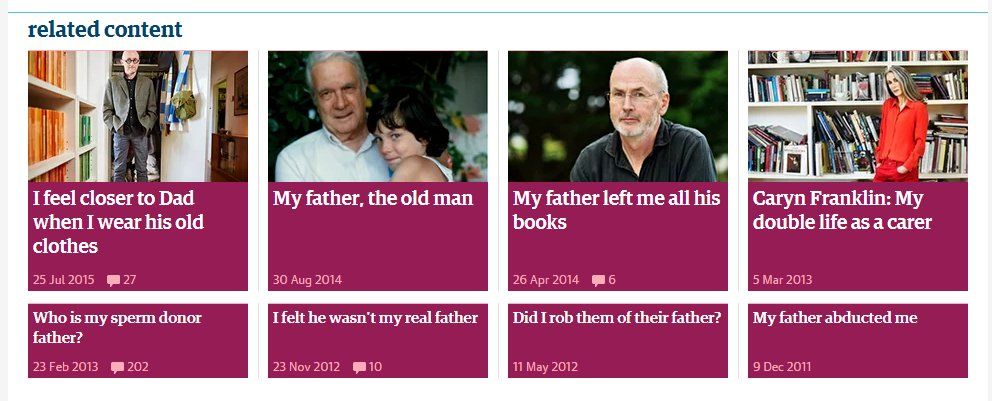 related content
I feel closer to Dad
when I wear his old
clothes
25 Jul 2015 27
My father, the old man
30 Aug 2014
My father left me all his
books
26 Apr 2014 6
Caryn Franklin: My
double life as a carer
5 Mar 2013
Who is my sperm donor
father?
23 Feb 2013 202
I felt he wasn't my real father
23 Nov 2012 10
Did I rob them of their father?
11 May 2012
My father abducted me
9 Dec 2011